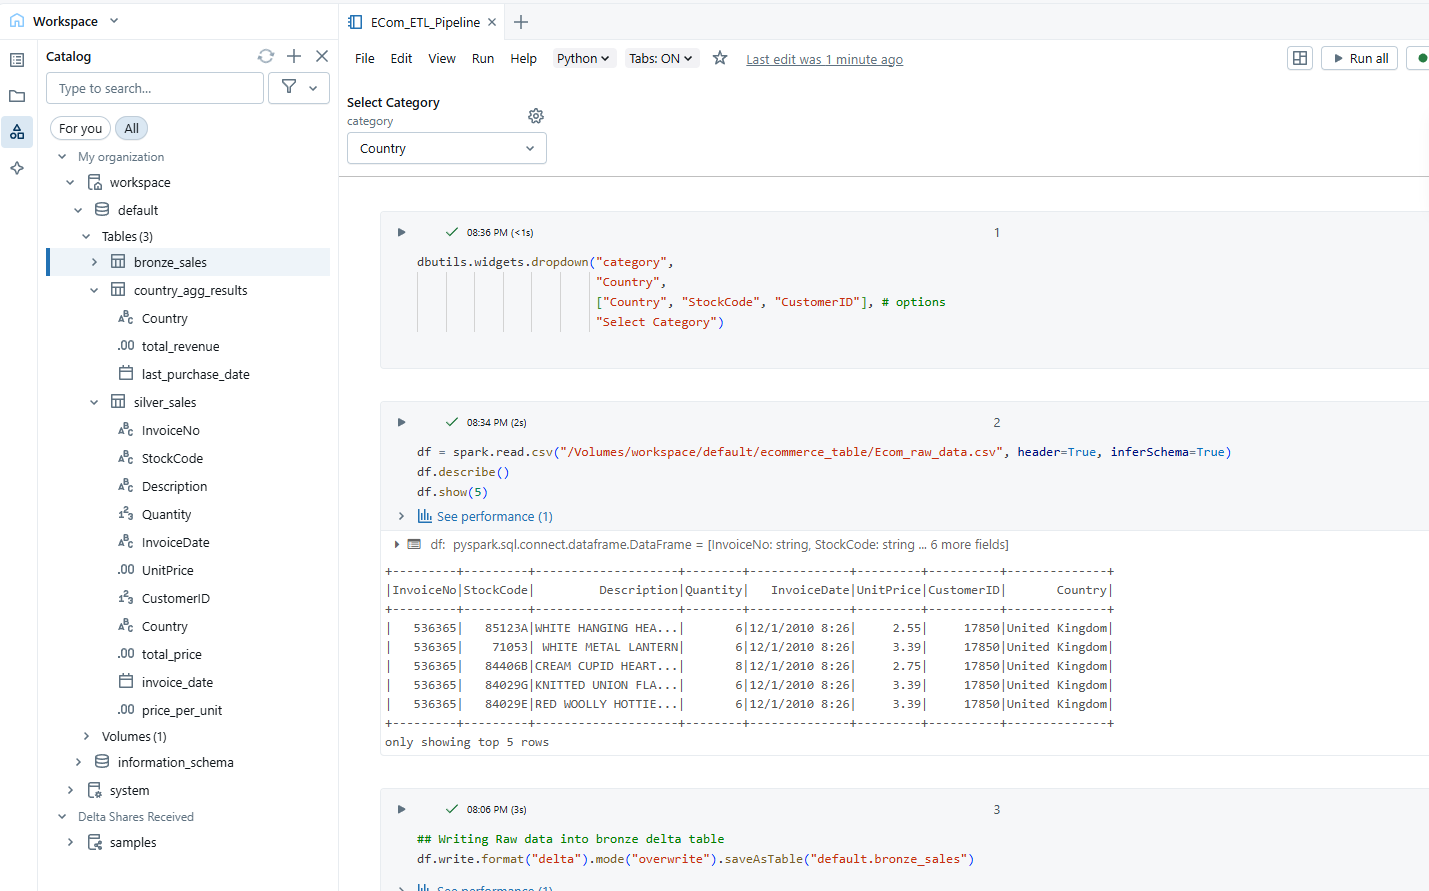 Workspace
ECom_ETL_Pipeline
Catalog
Type to search...
For you
All
My organization
workspace
default
Tables (3)
bronze_sales
country_agg_results
Country
total_revenue
last_purchase_date
silver_sales
InvoiceNo
StockCode
Description
Quantity
InvoiceDate
UnitPrice
CustomerID
Country
total_price
invoice_date
price_per_unit
Volumes (1)
information_schema
system
Delta Shares Received
samples
File Edit View Run Help Python Tabs: ON Last edit was 1 minute ago Run all
Select Category
category
Country
08:36 PM (<1s) 1
dbutils.widgets.dropdown("category",
"Country",
["Country", "StockCode", "CustomerID"], # options
"Select Category")
08:34 PM (2s) 2
df = spark.read.csv("/Volumes/workspace/default/ecommerce_table/Ecom_raw_data.csv", header=True, inferSchema=True)
df.describe()
df.show(5)
See performance (1)
df: pyspark.sql.connect.dataframe.DataFrame = [InvoiceNo: string, StockCode: string ... 6 more fields]
+---------+---------+--------------------+--------+--------------+---------+----------+--------------+
|InvoiceNo|StockCode|         Description|Quantity|   InvoiceDate|UnitPrice|CustomerID|       Country|
+---------+---------+--------------------+--------+--------------+---------+----------+--------------+
|   536365|   85123A|WHITE HANGING HEA...|       6|12/1/2010 8:26|     2.55|     17850|United Kingdom|
|   536365|    71053| WHITE METAL LANTERN|       6|12/1/2010 8:26|     3.39|     17850|United Kingdom|
|   536365|   84406B|CREAM CUPID HEART...|       8|12/1/2010 8:26|     2.75|     17850|United Kingdom|
|   536365|   84029G|KNITTED UNION FLA...|       6|12/1/2010 8:26|     3.39|     17850|United Kingdom|
|   536365|   84029E|RED WOOLLY HOTTIE...|       6|12/1/2010 8:26|     3.39|     17850|United Kingdom|
+---------+---------+--------------------+--------+--------------+---------+----------+--------------+
only showing top 5 rows
08:06 PM (3s) 3
## Writing Raw data into bronze delta table
df.write.format("delta").mode("overwrite").saveAsTable("default.bronze_sales")
See performance (1)